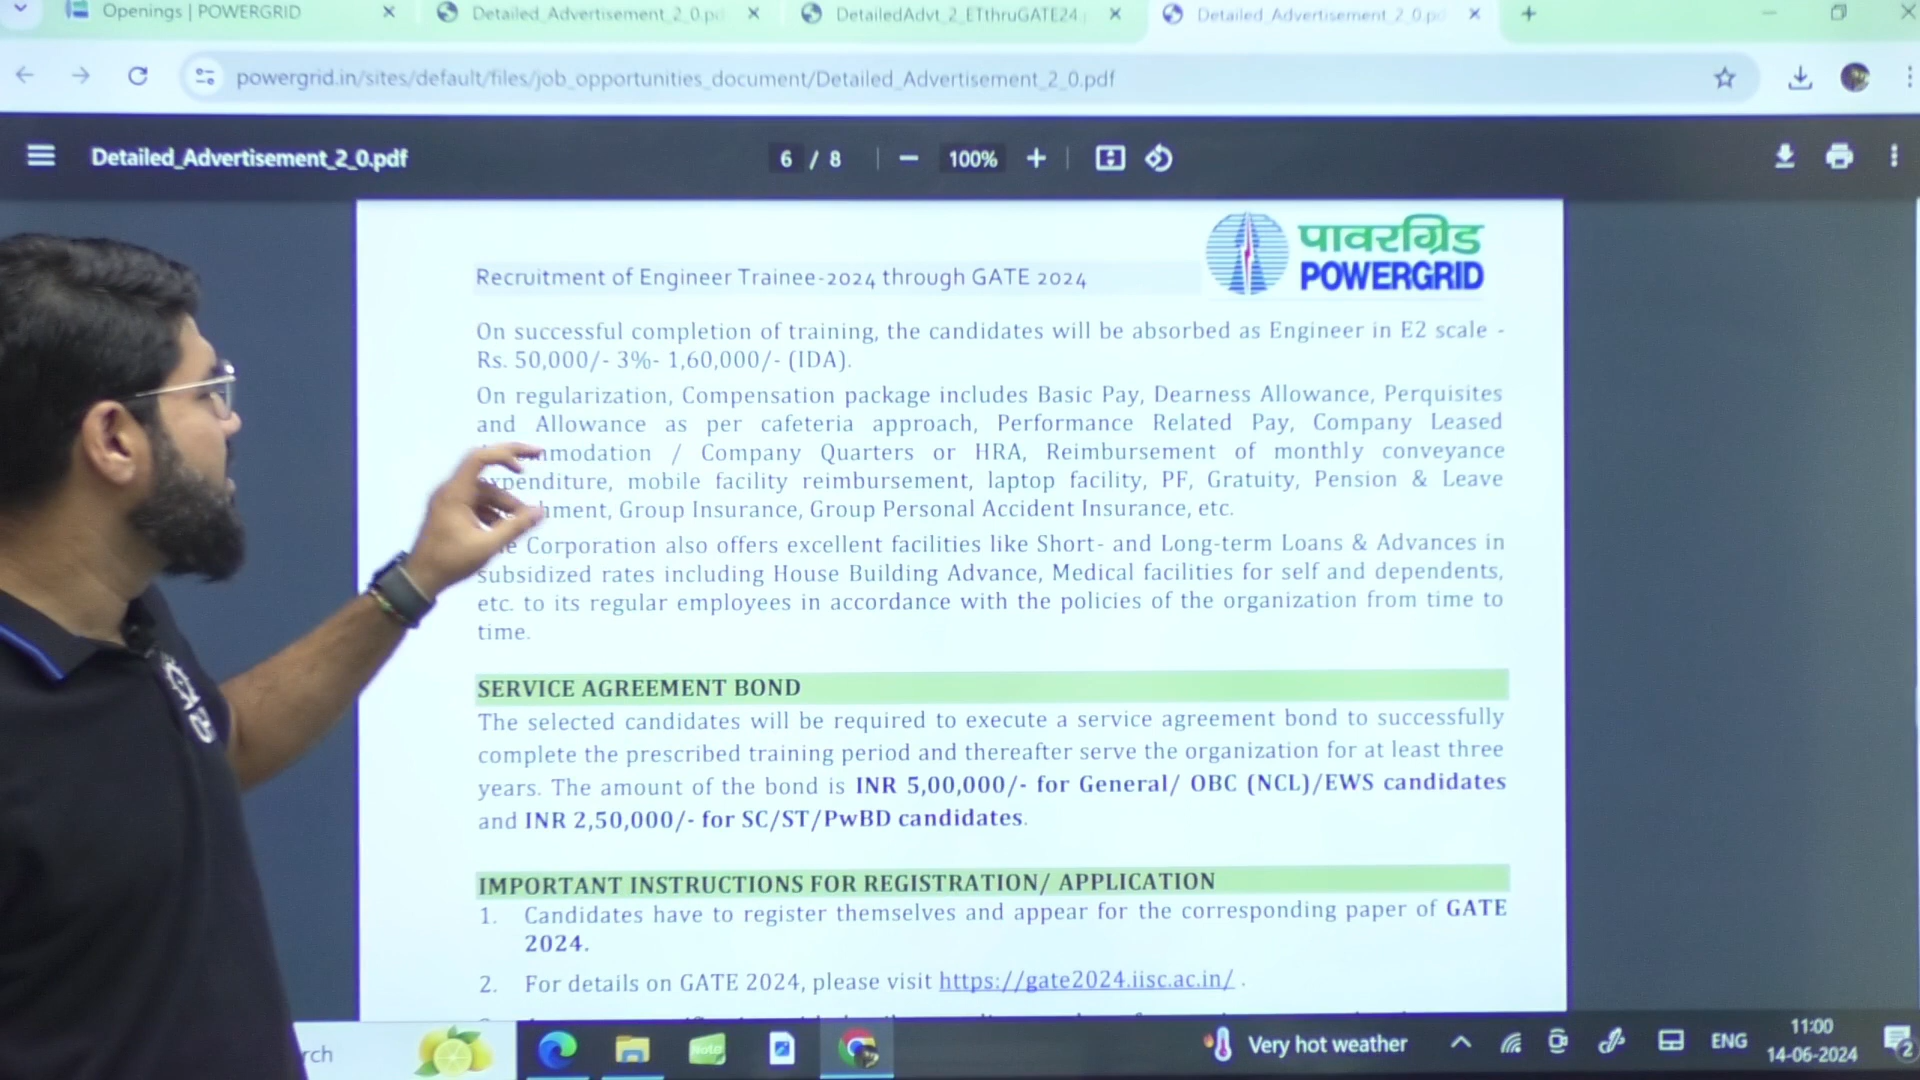 Openings | POWERGRID
Detailed_Advertisement_2_0.p
DetailedAdvt_2_ETthruGATE24
Detailed_Advertisement_2_0.p
powergrid.in/sites/default/files/job_opportunities_document/Detailed_Advertisement_2_0.pdf
Detailed_Advertisement_2_0.pdf
6 / 8
100%
पावरग्रिड
POWERGRID
Recruitment of Engineer Trainee-2024 through GATE 2024
On successful completion of training, the candidates will be absorbed as Engineer in E2 scale -
Rs. 50,000/- 3%- 1,60,000/- (IDA).
On regularization, Compensation package includes Basic Pay, Dearness Allowance, Perquisites
and Allowance as per cafeteria approach, Performance Related Pay, Company Leased
mmodation / Company Quarters or HRA, Reimbursement of monthly conveyance
xpenditure, mobile facility reimbursement, laptop facility, PF, Gratuity, Pension & Leave
hment, Group Insurance, Group Personal Accident Insurance, etc.
e Corporation also offers excellent facilities like Short- and Long-term Loans & Advances in
subsidized rates including House Building Advance, Medical facilities for self and dependents,
etc. to its regular employees in accordance with the policies of the organization from time to
time.
SERVICE AGREEMENT BOND
The selected candidates will be required to execute a service agreement bond to successfully
complete the prescribed training period and thereafter serve the organization for at least three
years. The amount of the bond is INR 5,00,000/- for General/ OBC (NCL)/EWS candidates
and INR 2,50,000/- for SC/ST/PwBD candidates.
IMPORTANT INSTRUCTIONS FOR REGISTRATION/ APPLICATION
1. Candidates have to register themselves and appear for the corresponding paper of GATE
2024.
2. For details on GATE 2024, please visit https://gate2024.iisc.ac.in/ .
rch
Note
Very hot weather
ENG
11:00
14-06-2024
2